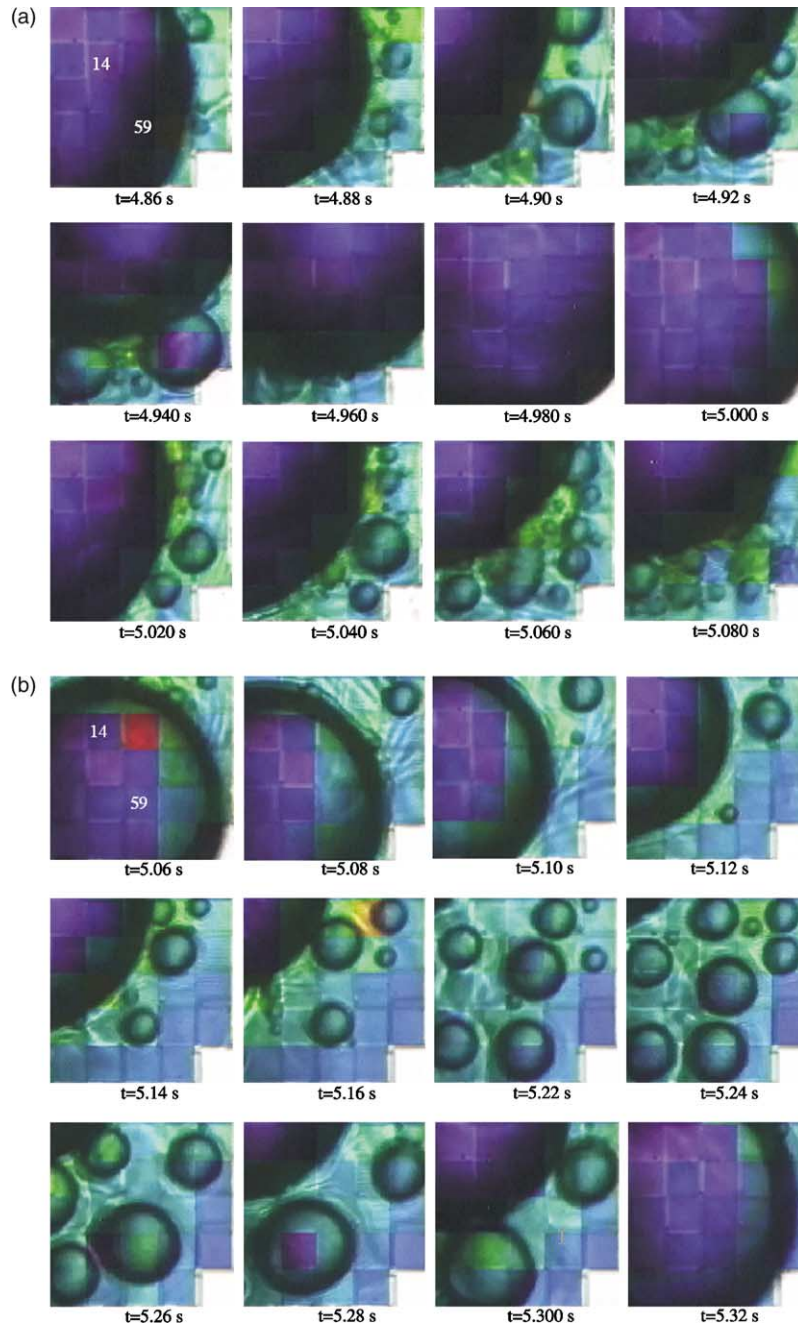 (a)
14
59
t=4.86 s t=4.88 s t=4.90 s t=4.92 s
t=4.940 s t=4.960 s t=4.980 s t=5.000 s
t=5.020 s t=5.040 s t=5.060 s t=5.080 s
(b)
14
59
t=5.06 s t=5.08 s t=5.10 s t=5.12 s
t=5.14 s t=5.16 s t=5.22 s t=5.24 s
t=5.26 s t=5.28 s t=5.300 s t=5.32 s